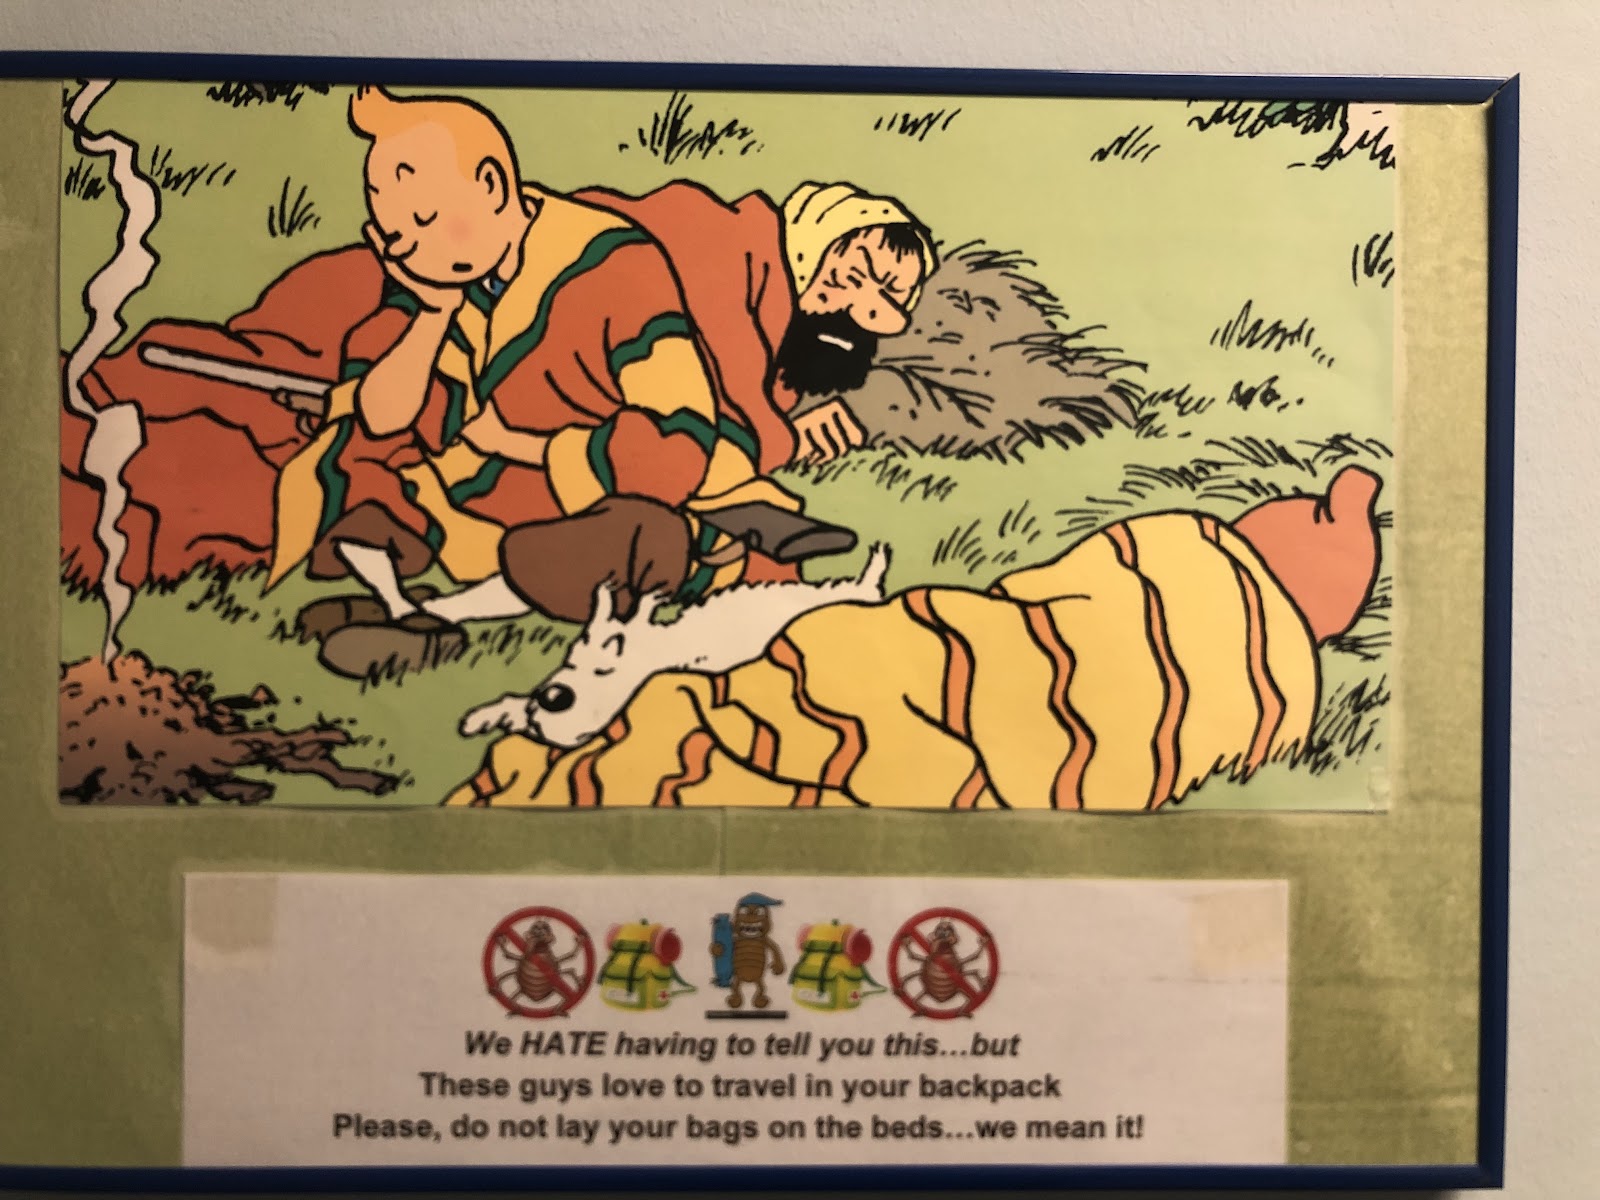 We HATE having to tell you this...but
These guys love to travel in your backpack
Please, do not lay your bags on the beds...we mean it!